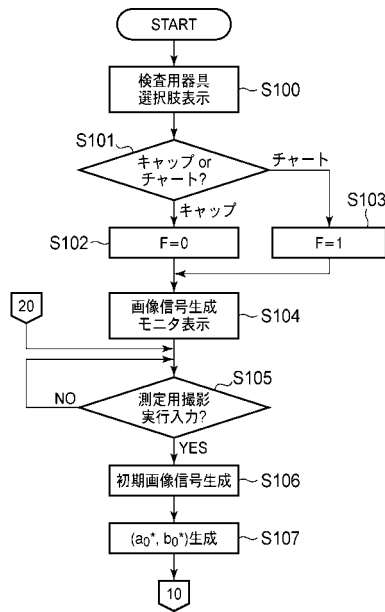 START
検査用器具
選択肢表示
S100
S101
キャップ or
チャート?
チャート
キャップ
S103
S102
F=0
F=1
20
画像信号生成
モニタ表示
S104
S105
NO
測定用撮影
実行入力?
YES
初期画像信号生成
S106
(a₀*, b₀*)生成
S107
10